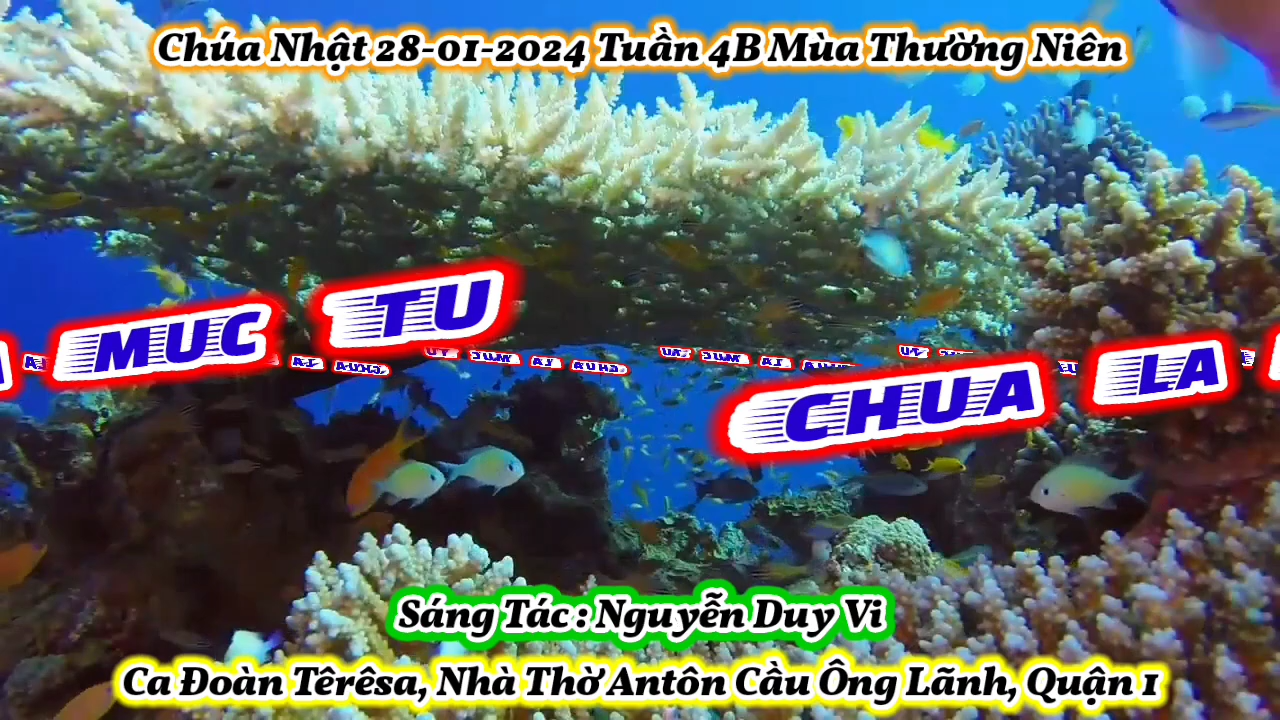 Chúa Nhật 28-01-2024 Tuần 4B Mùa Thường Niên
MUC TU
CHUA LA
Sáng Tác : Nguyễn Duy Vi
Ca Đoàn Têrêsa, Nhà Thờ Antôn Cầu Ông Lãnh, Quận 1